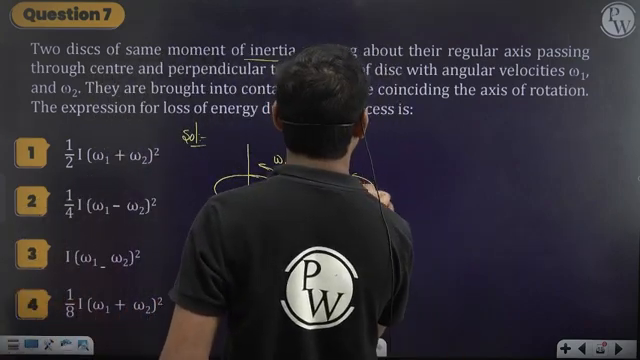 Question 7
Two discs of same moment of inertia about their regular axis passing
through centre and perpendicular to of disc with angular velocities ω₁,
and ω₂. They are brought into coinciding the axis of rotation.
The expression for loss of energy is:
Sol:-
1 1/2 I (ω₁ + ω₂)²
2 1/4 I (ω₁ - ω₂)²
3 I (ω₁ - ω₂)²
4 1/8 I (ω₁ + ω₂)²
PW
PW